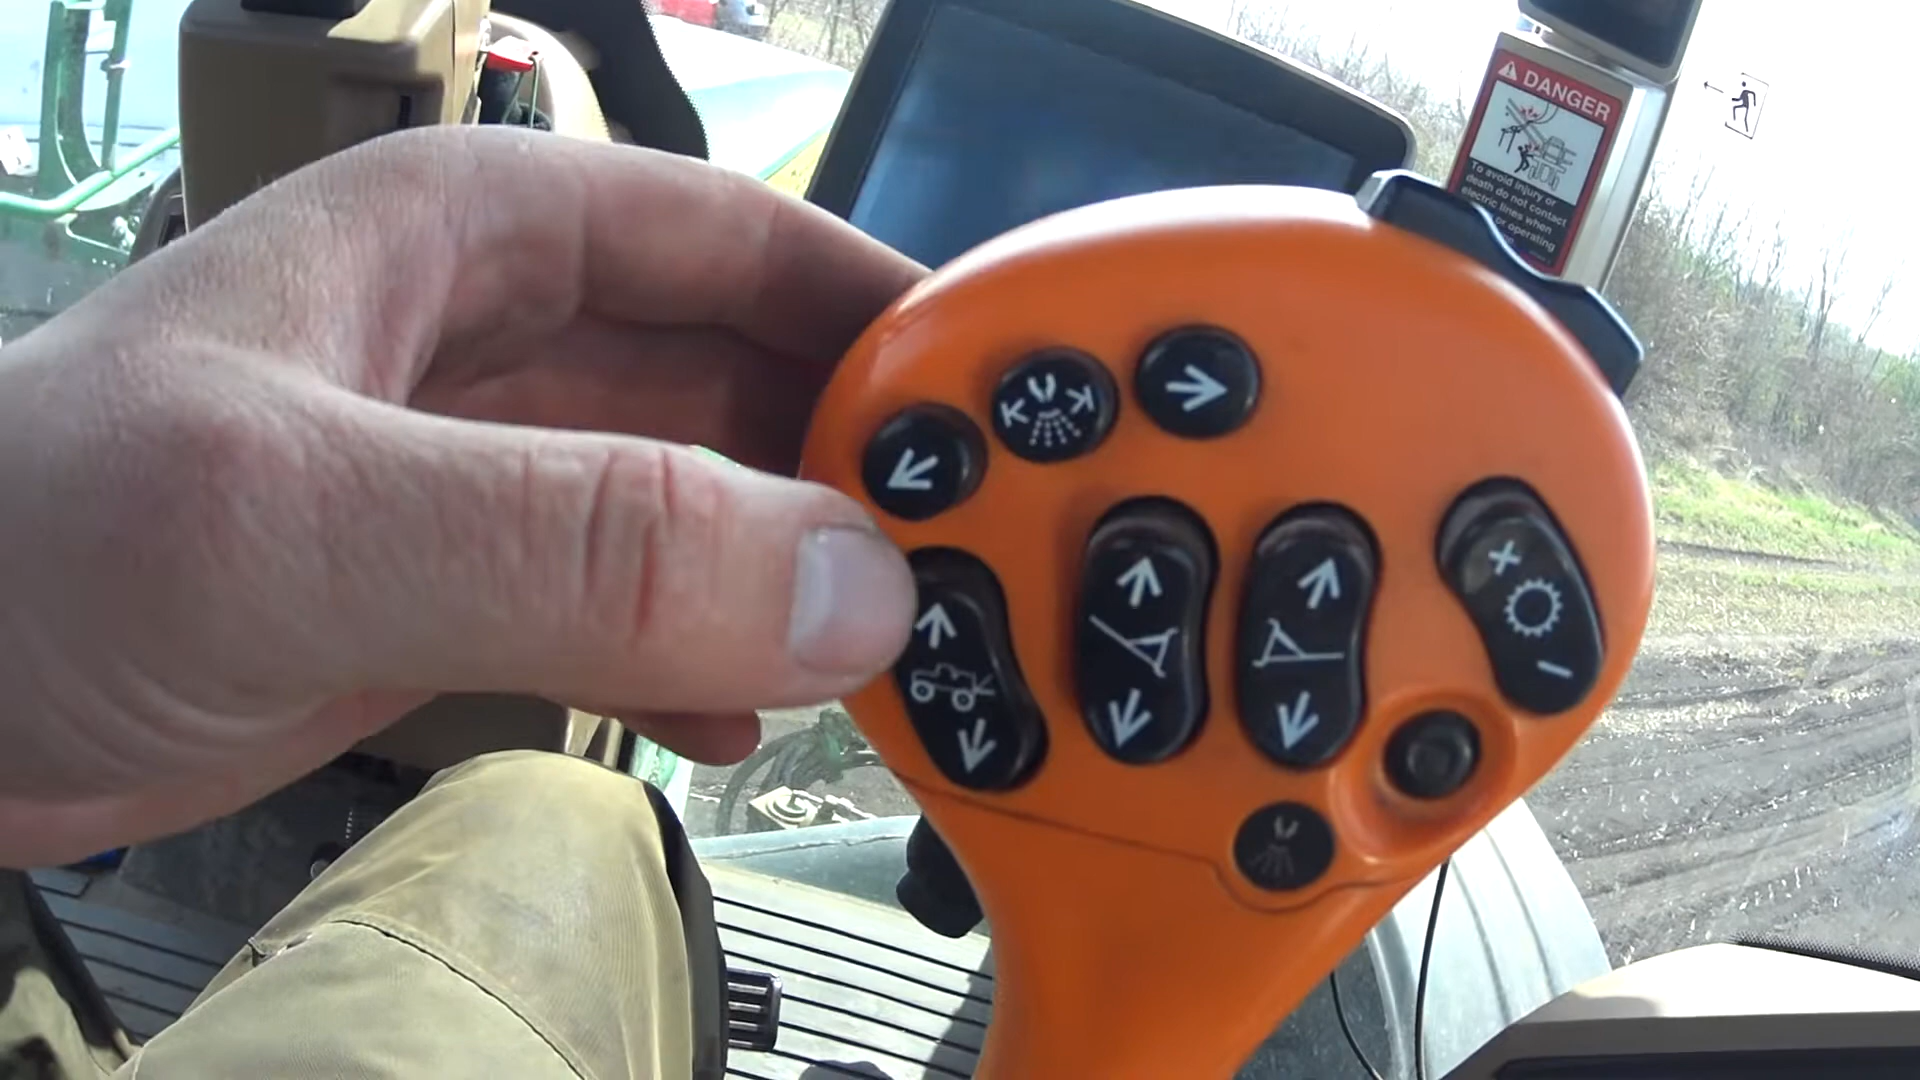 DANGER
To avoid injury or
death do not contact
electric lines when
or operating